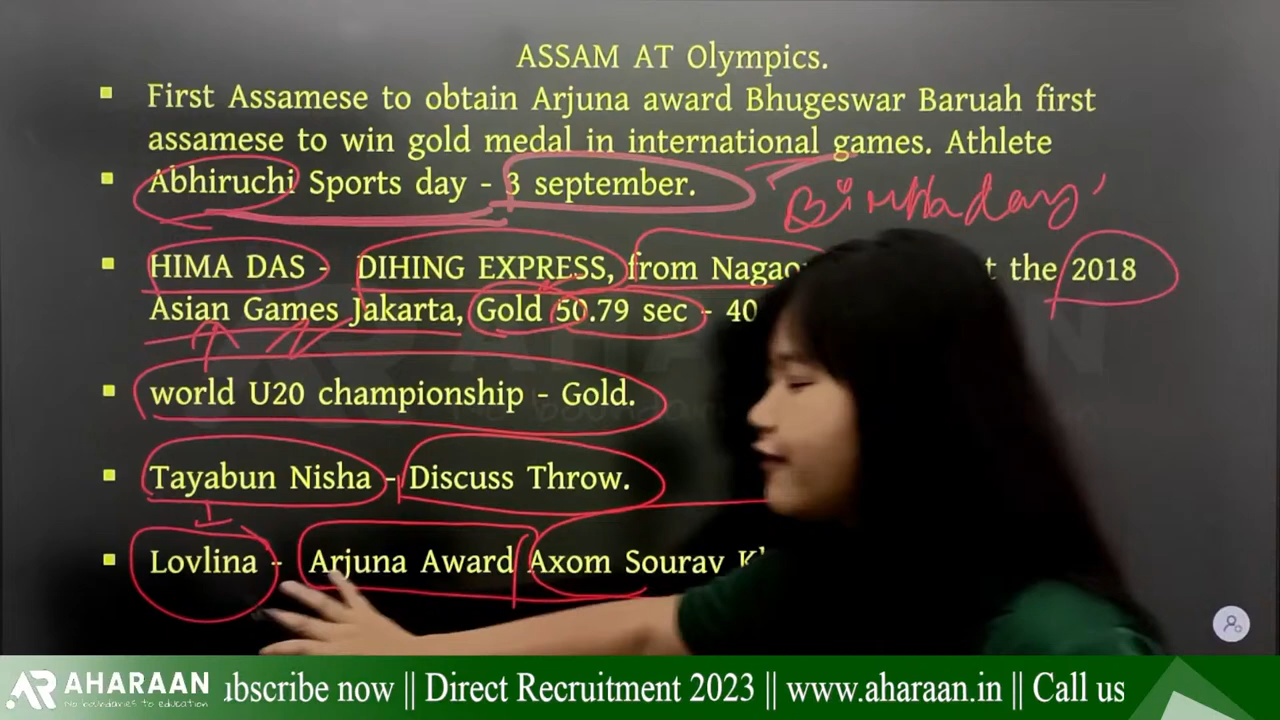 ASSAM AT Olympics.
First Assamese to obtain Arjuna award Bhugeswar Baruah first
assamese to win gold medal in international games. Athlete
Abhiruchi Sports day - 3 september.
Birthday
HIMA DAS - DIHING EXPRESS, from the 2018
Asian Games Jakarta, Gold 50.79 sec - 40
world U20 championship - Gold.
Tayabun Nisha - Discuss Throw.
Lovlina - Arjuna Award Axom Sourav
AHARAAN
No boundaries to education
ubscribe now || Direct Recruitment 2023 || www.aharaan.in || Call us